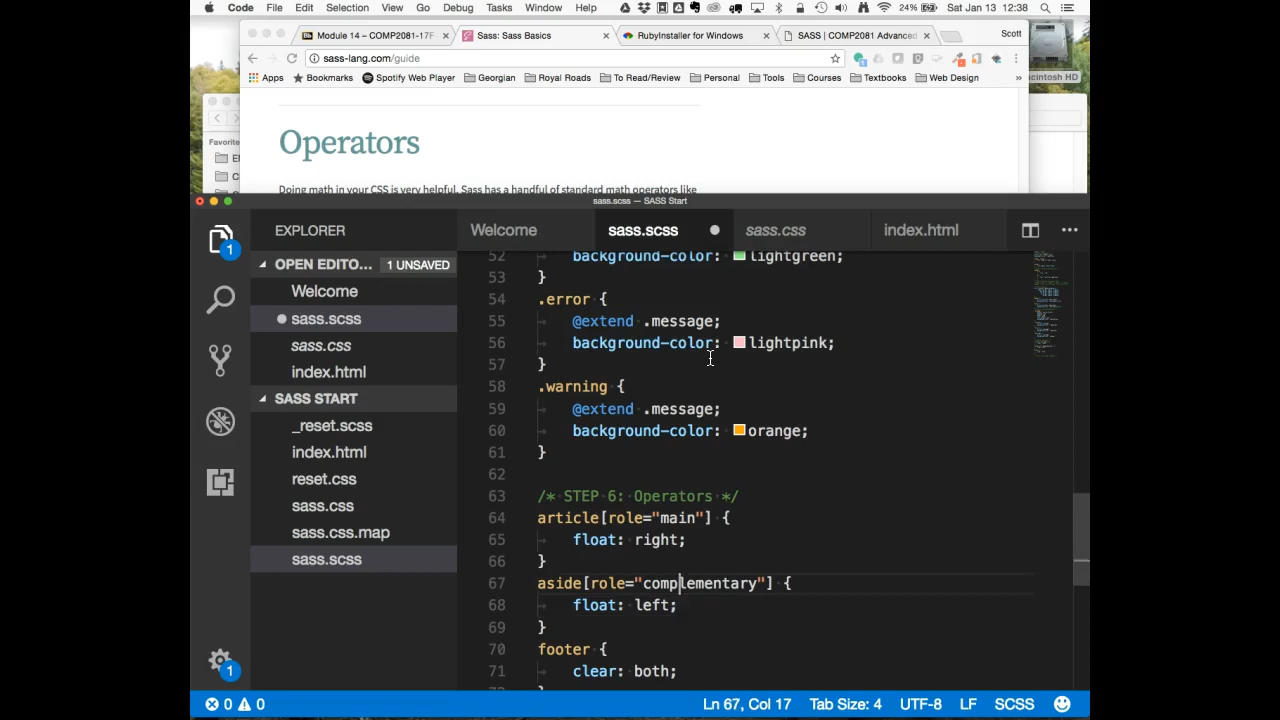 Code File Edit Selection View Go Debug Tasks Window Help 24% Sat Jan 13 12:38
Modules – COMP2081-17F Sass: Sass Basics RubyInstaller for Windows SASS | COMP2081 Advanced Scott
sass-lang.com/guide
Apps Bookmarks Spotify Web Player Georgian Royal Roads To Read/Review Personal Tools Courses Textbooks Web Design »
Macintosh HD
Operators
Favorite
Doing math in your CSS is very helpful. Sass has a handful of standard math operators like
sass.scss — SASS Start
EXPLORER Welcome sass.scss sass.css index.html
OPEN EDITO... 1 UNSAVED
Welcome
sass.scss
sass.css
index.html
SASS START
_reset.scss
index.html
reset.css
sass.css
sass.css.map
sass.scss
52 background-color: lightgreen;
53 }
54 .error {
55 @extend .message;
56 background-color: lightpink;
57 }
58 .warning {
59 @extend .message;
60 background-color: orange;
61 }
62
63 /* STEP 6: Operators */
64 article[role="main"] {
65 float: right;
66 }
67 aside[role="complementary"] {
68 float: left;
69 }
70 footer {
71 clear: both;
1
1
0 0 Ln 67, Col 17 Tab Size: 4 UTF-8 LF SCSS